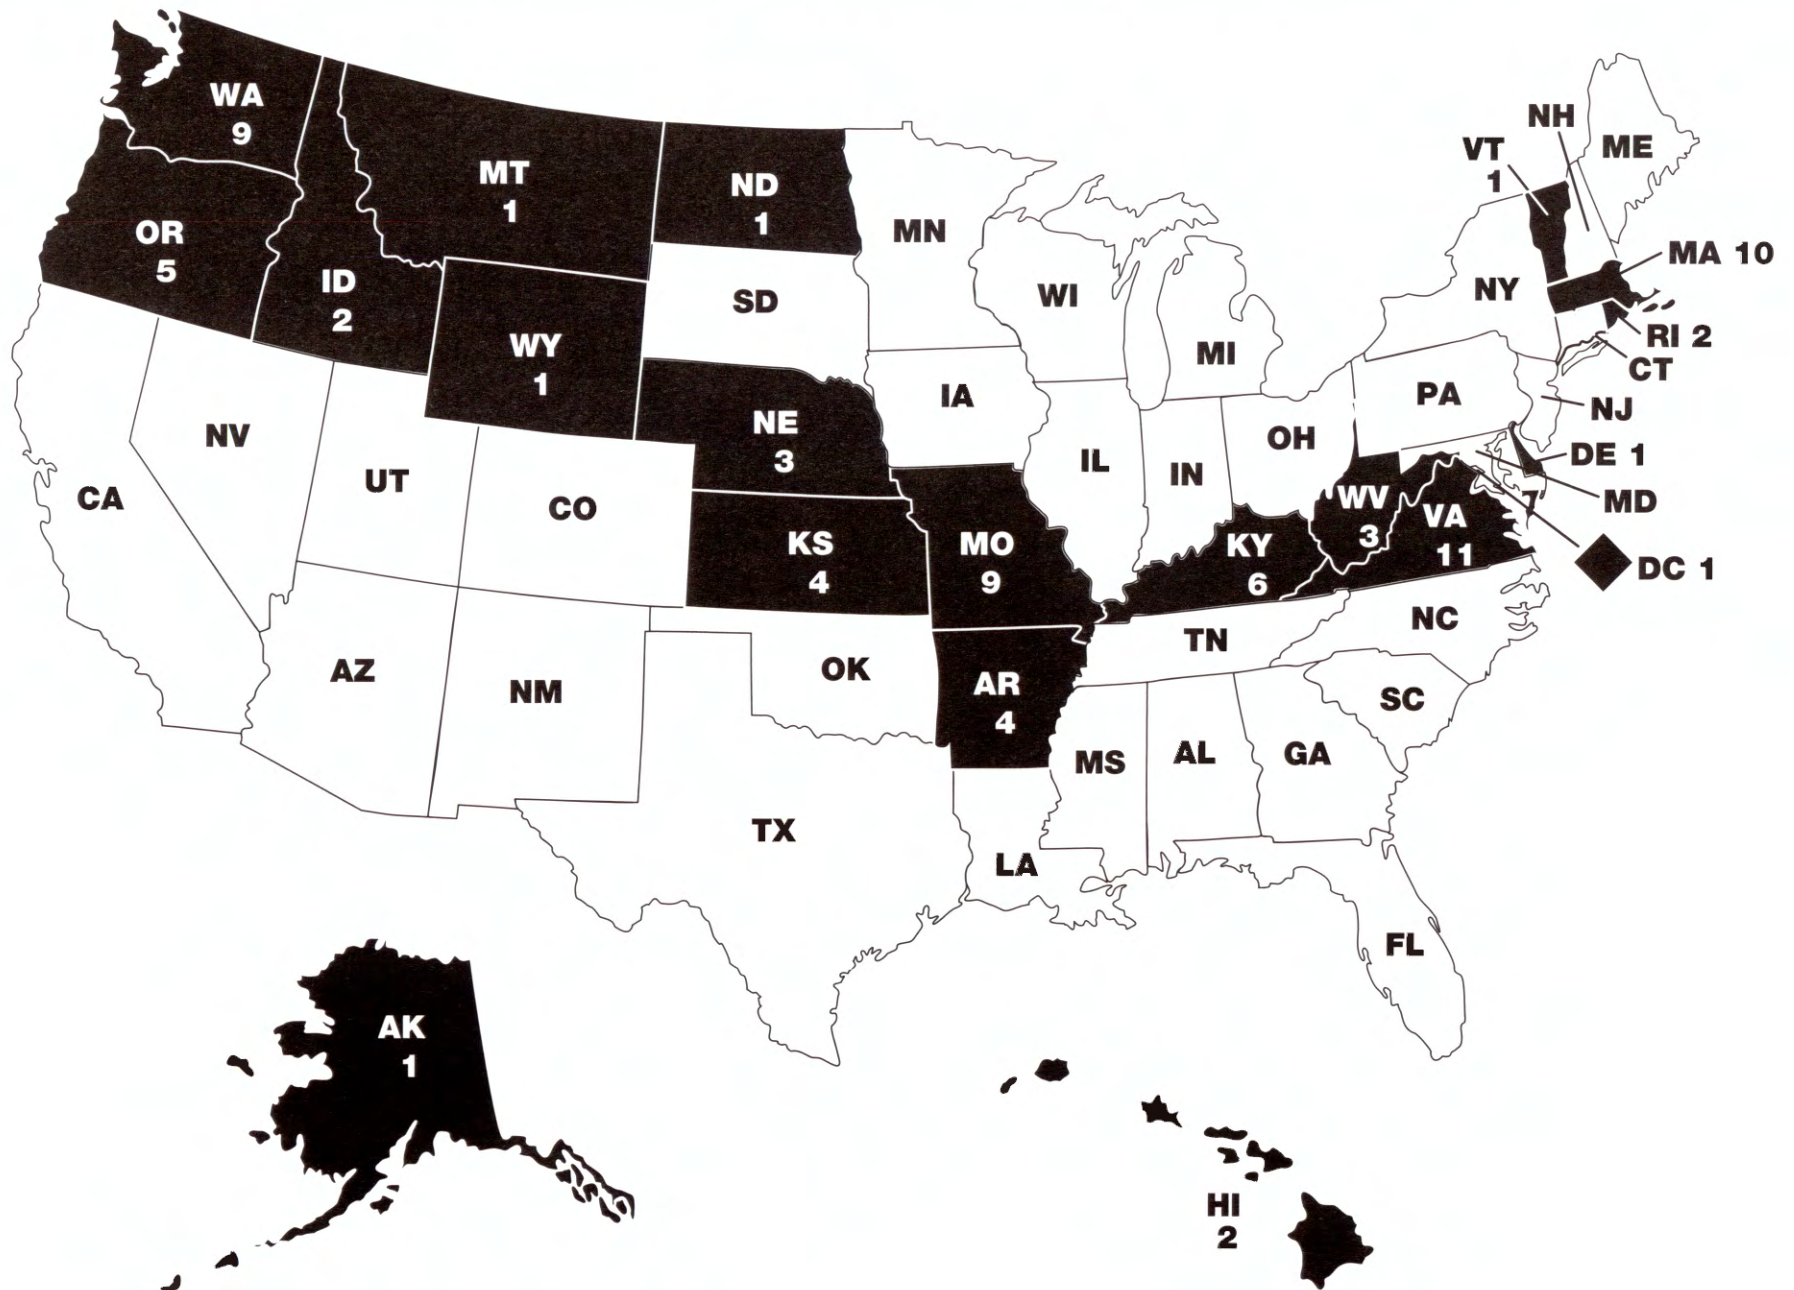 WA
9
MT
1
ND
1
OR
5
ID
2
WY
1
SD
MN
WI
MI
NH
VT
1
ME
MA 10
NY
RI 2
CT
NJ
PA
DE 1
MD
DC 1
NE
3
IA
IL
IN
OH
WV
3
VA
11
CA
NV
UT
CO
KS
4
MO
9
KY
6
AZ
NM
OK
AR
4
TN
NC
SC
TX
LA
MS
AL
GA
FL
AK
1
HI
2